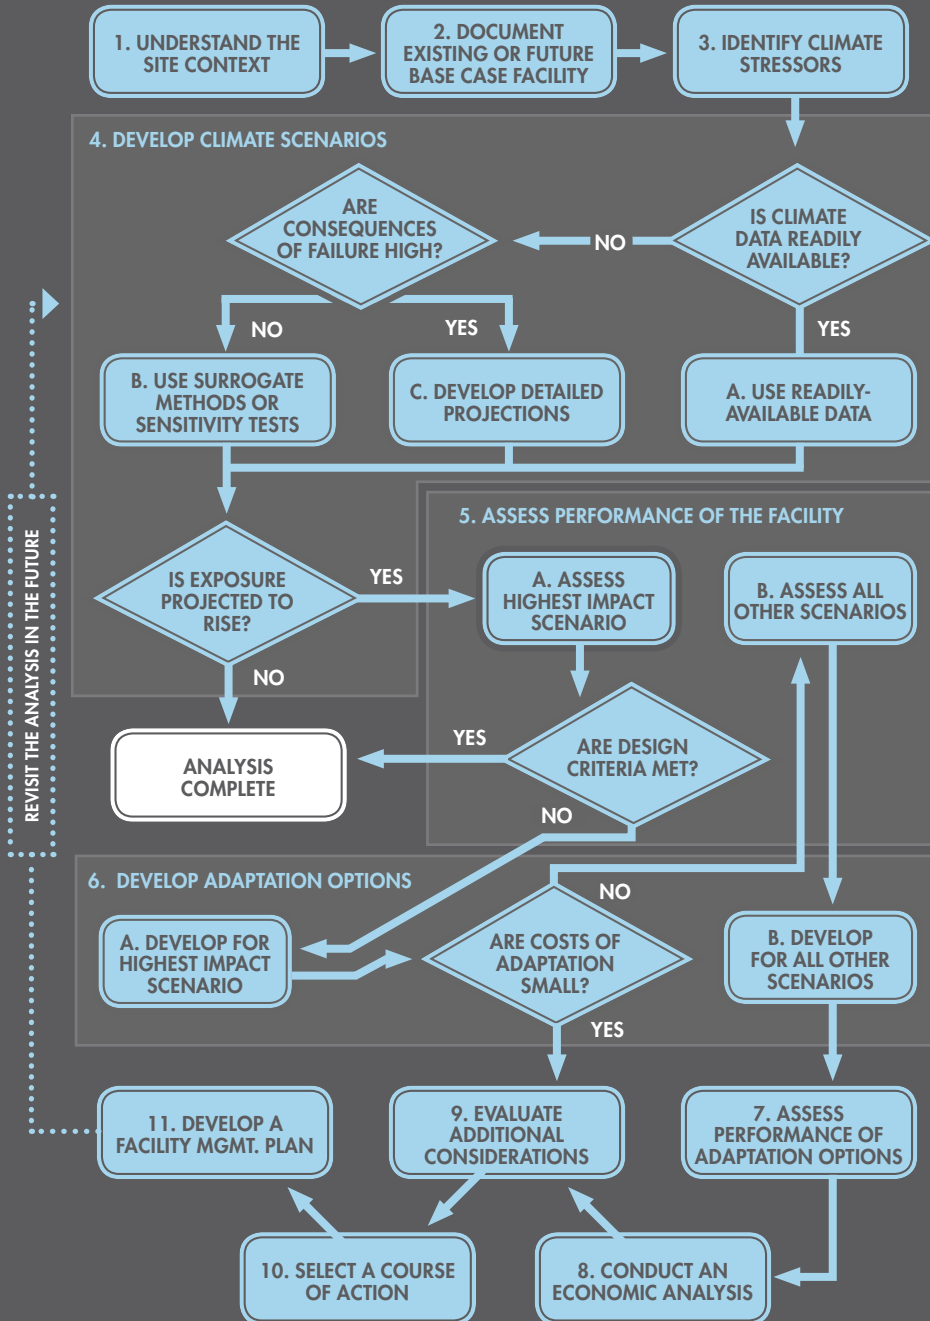 1. UNDERSTAND THE
SITE CONTEXT
2. DOCUMENT
EXISTING OR FUTURE
BASE CASE FACILITY
3. IDENTIFY CLIMATE
STRESSORS
4. DEVELOP CLIMATE SCENARIOS
ARE
CONSEQUENCES
OF FAILURE HIGH?
NO
IS CLIMATE
DATA READILY
AVAILABLE?
NO
YES
YES
B. USE SURROGATE
METHODS OR
SENSITIVITY TESTS
C. DEVELOP DETAILED
PROJECTIONS
A. USE READILY-
AVAILABLE DATA
IS EXPOSURE
PROJECTED TO
RISE?
YES
NO
5. ASSESS PERFORMANCE OF THE FACILITY
A. ASSESS
HIGHEST IMPACT
SCENARIO
B. ASSESS ALL
OTHER SCENARIOS
ANALYSIS
COMPLETE
YES
ARE DESIGN
CRITERIA MET?
NO
REVISIT THE ANALYSIS IN THE FUTURE
6. DEVELOP ADAPTATION OPTIONS
A. DEVELOP FOR
HIGHEST IMPACT
SCENARIO
ARE COSTS OF
ADAPTATION
SMALL?
NO
YES
B. DEVELOP
FOR ALL OTHER
SCENARIOS
11. DEVELOP A
FACILITY MGMT. PLAN
9. EVALUATE
ADDITIONAL
CONSIDERATIONS
7. ASSESS
PERFORMANCE OF
ADAPTATION OPTIONS
10. SELECT A COURSE
OF ACTION
8. CONDUCT AN
ECONOMIC ANALYSIS